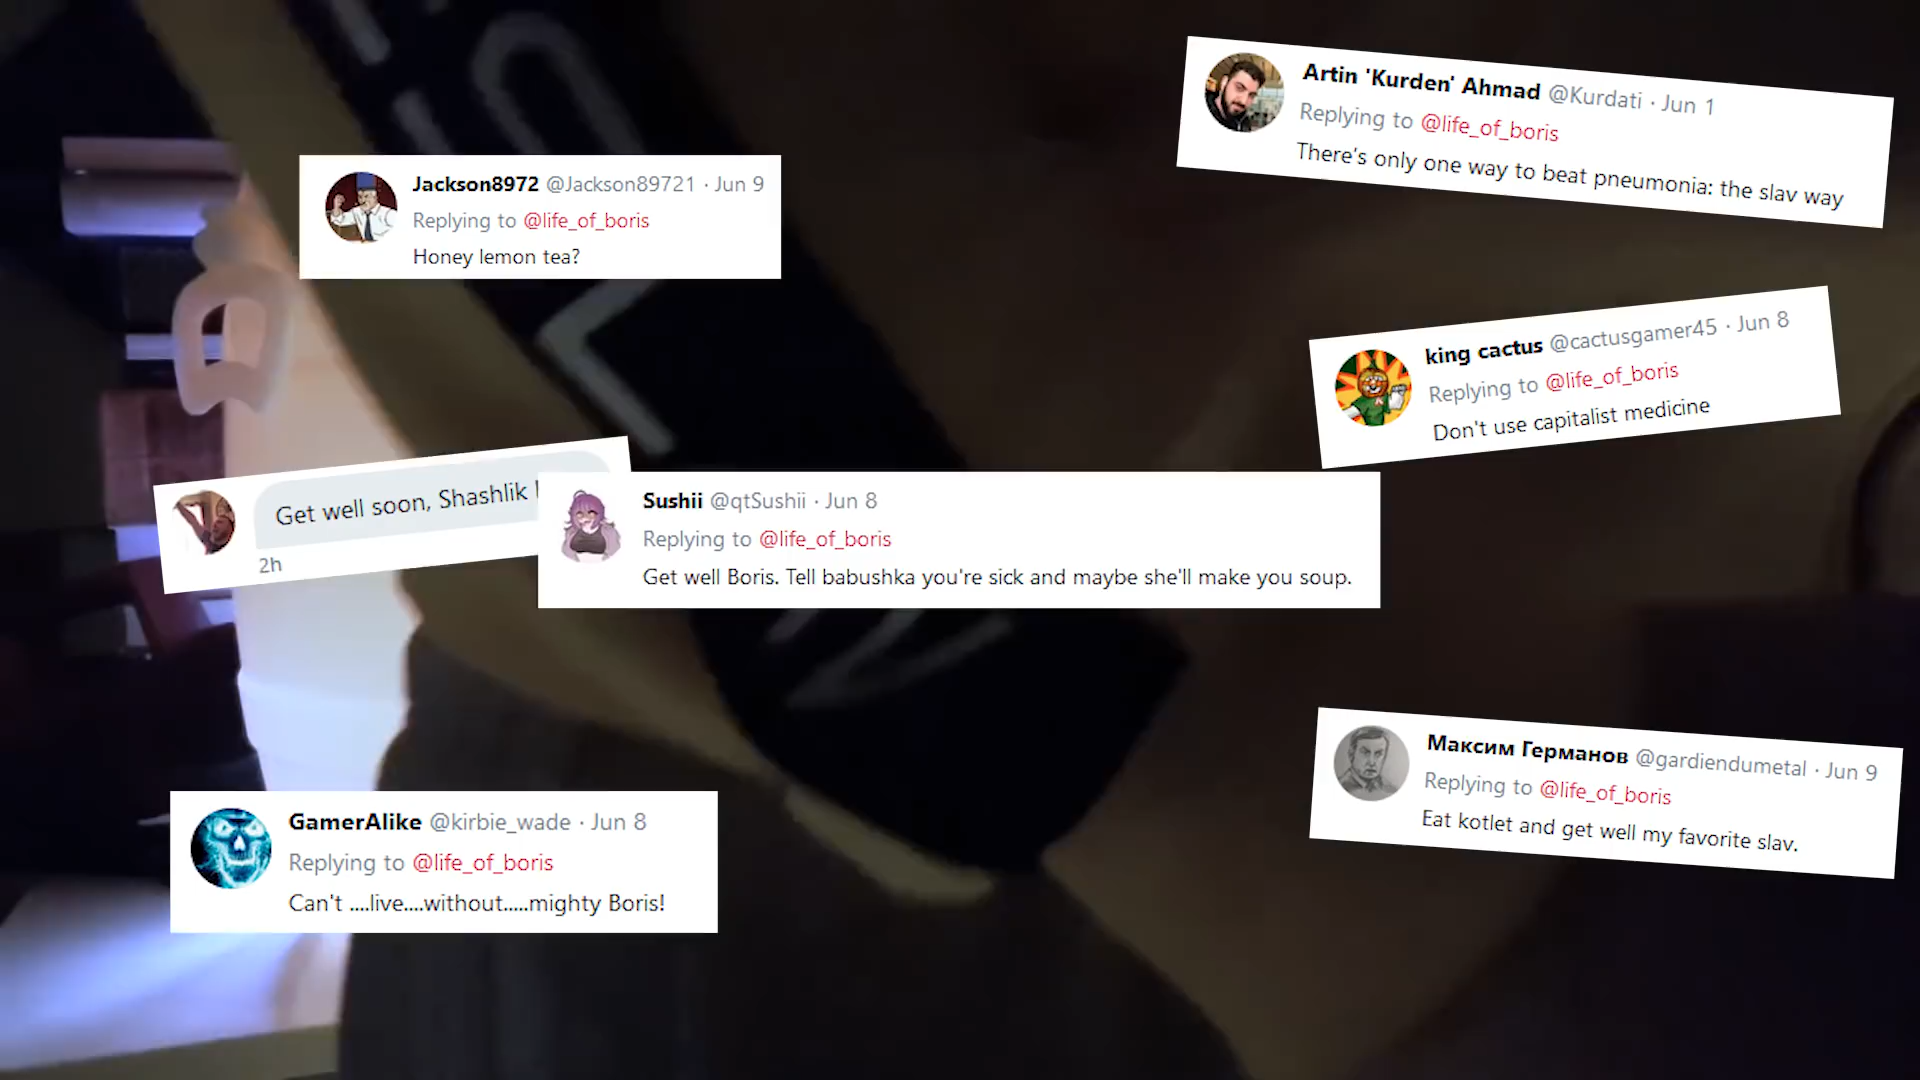 Artin 'Kurden' Ahmad @Kurdati · Jun 1
Replying to @life_of_boris
There's only one way to beat pneumonia: the slav way
Jackson8972 @Jackson89721 · Jun 9
Replying to @life_of_boris
Honey lemon tea?
king cactus @cactusgamer45 · Jun 8
Replying to @life_of_boris
Don't use capitalist medicine
Get well soon, Shashlik
2h
Sushii @qtSushii · Jun 8
Replying to @life_of_boris
Get well Boris. Tell babushka you're sick and maybe she'll make you soup.
Максим Германов @gardiendumetal · Jun 9
Replying to @life_of_boris
Eat kotlet and get well my favorite slav.
GamerAlike @kirbie_wade · Jun 8
Replying to @life_of_boris
Can't ....live....without.....mighty Boris!